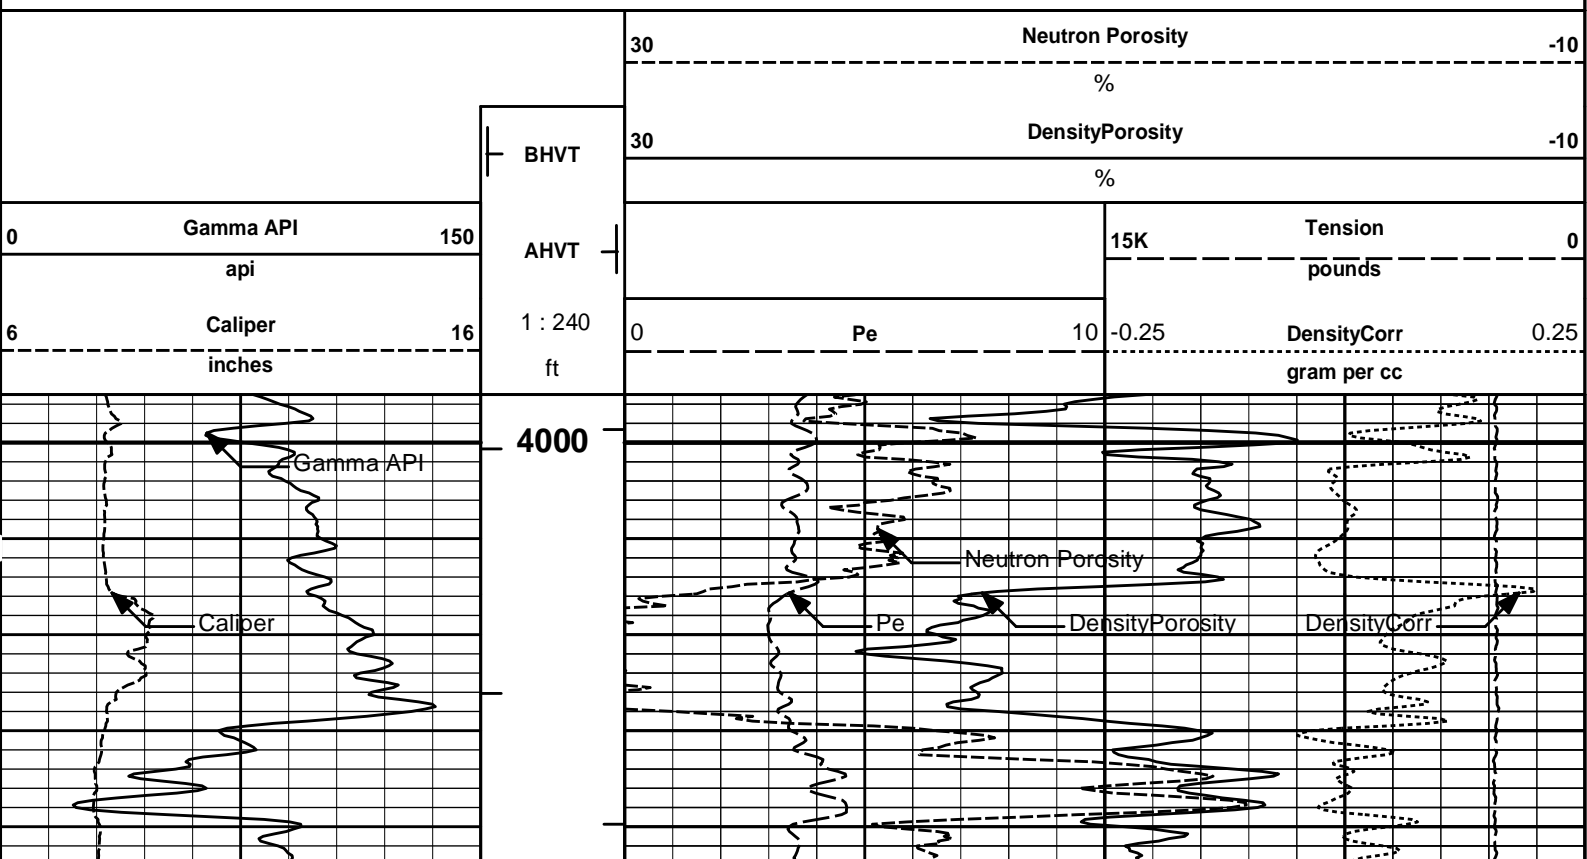 30 Neutron Porosity -10
%
30 DensityPorosity -10
%
BHVT
0 Gamma API 150
api
AHVT
15K Tension 0
pounds
6 Caliper 16
inches
1 : 240
ft
0 Pe 10
-0.25 DensityCorr 0.25
gram per cc
4000
Gamma API
Neutron Porosity
Caliper
Pe
DensityPorosity
DensityCorr